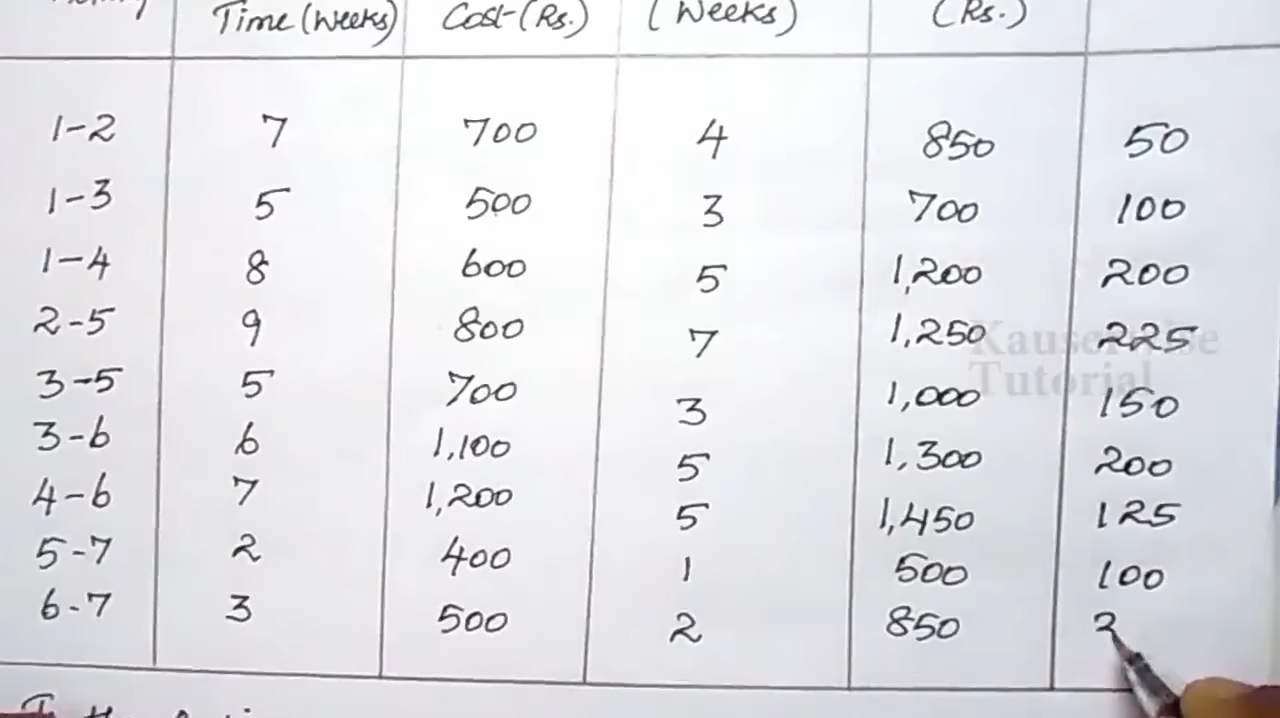 Time (Weeks) Cost (Rs.) (Weeks) (Rs.)
1-2 7 700 4 850 50
1-3 5 500 3 700 100
1-4 8 600 5 1,200 200
2-5 9 800 7 1,250 225
3-5 5 700 3 1,000 150
3-6 6 1,100 5 1,300 200
4-6 7 1,200 5 1,450 125
5-7 2 400 1 500 100
6-7 3 500 2 850 3
Kauserwise
Tutorial